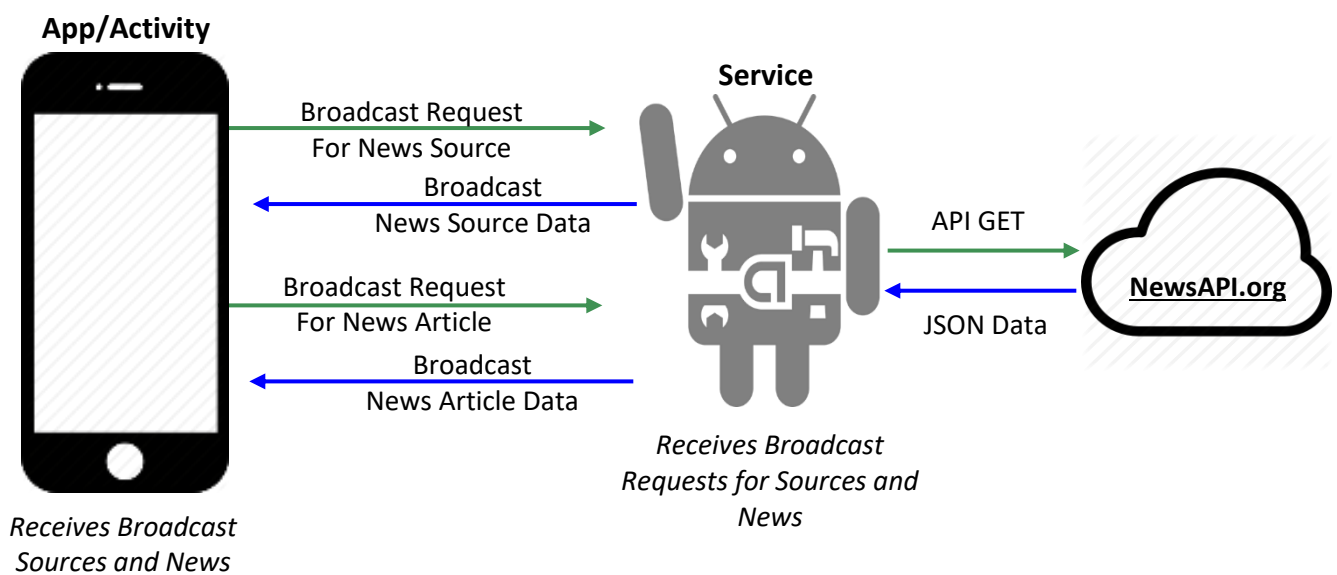 App/Activity
Broadcast Request
For News Source
Broadcast
News Source Data
Broadcast Request
For News Article
Broadcast
News Article Data
Receives Broadcast
Sources and News
Service
Receives Broadcast
Requests for Sources and
News
API GET
JSON Data
NewsAPI.org